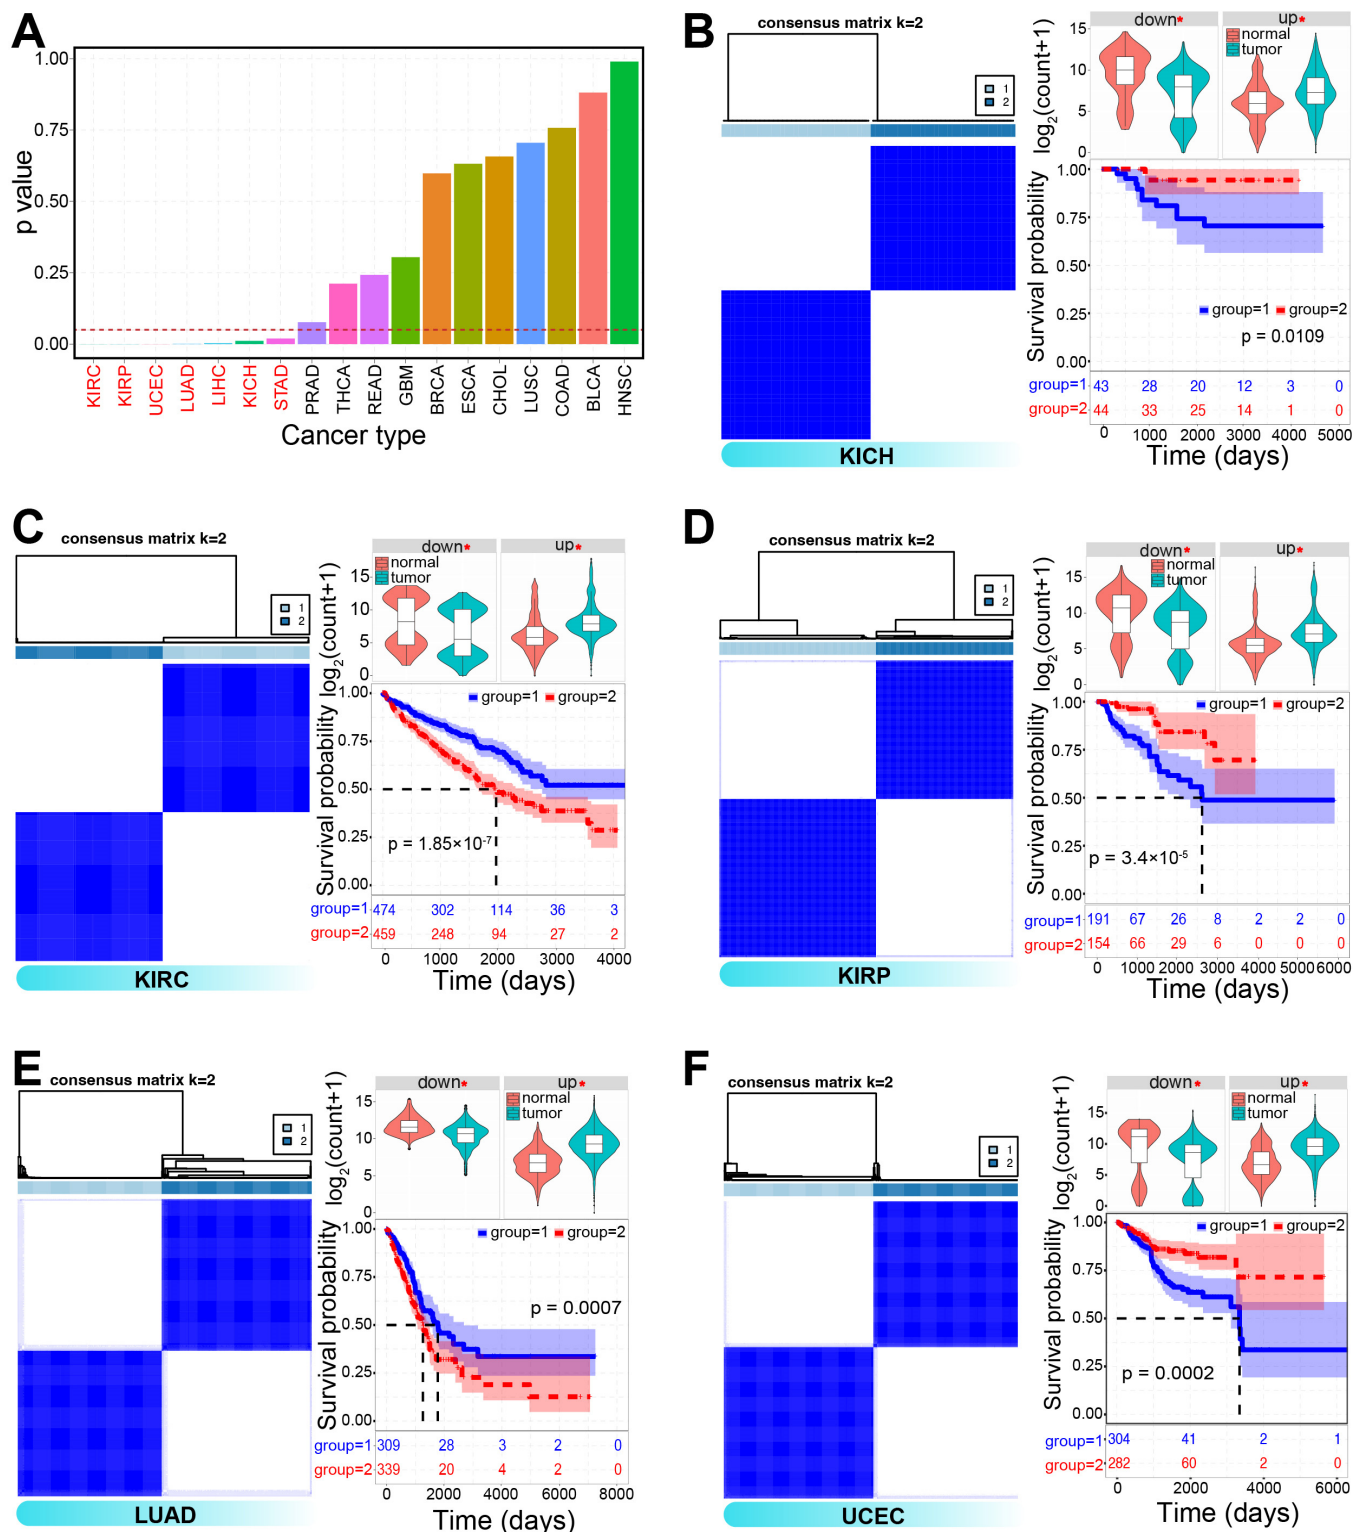 A
1.00
0.75
0.50
0.25
0.00
p value
KIRC
KIRP
UCEC
LUAD
LIHC
KICH
STAD
PRAD
THCA
READ
GBM
BRCA
ESCA
CHOL
LUSC
COAD
BLCA
HNSC
Cancer type
B
consensus matrix k=2
1
2
KICH
down* up*
normal
tumor
log2(count+1)
15
10
5
0
Survival probability
1.00
0.75
0.50
0.25
0.00
group=1 group=2
p = 0.0109
group=1 43 28 20 12 3 0
group=2 44 33 25 14 1 0
0 1000 2000 3000 4000 5000
Time (days)
C
consensus matrix k=2
1
2
KIRC
down* up*
normal
tumor
log2(count+1)
15
10
5
0
Survival probability
1.00
0.75
0.50
0.25
0.00
group=1 group=2
p = 1.85×10-7
group=1 474 302 114 36 3
group=2 459 248 94 27 2
0 1000 2000 3000 4000
Time (days)
D
consensus matrix k=2
1
2
KIRP
down* up*
normal
tumor
log2(count+1)
15
10
5
0
Survival probability
1.00
0.75
0.50
0.25
0.00
group=1 group=2
p = 3.4×10-5
group=1 191 67 26 8 2 2 0
group=2 154 66 29 6 0 0 0
0 1000 2000 3000 4000 5000 6000
Time (days)
E
consensus matrix k=2
1
2
LUAD
down* up*
normal
tumor
log2(count+1)
15
10
5
0
Survival probability
1.00
0.75
0.50
0.25
0.00
group=1 group=2
p = 0.0007
group=1 309 28 3 2 0
group=2 339 20 4 2 0
0 2000 4000 6000 8000
Time (days)
F
consensus matrix k=2
1
2
UCEC
down* up*
normal
tumor
log2(count+1)
15
10
5
0
Survival probability
1.00
0.75
0.50
0.25
0.00
group=1 group=2
p = 0.0002
group=1 304 41 2 1
group=2 282 60 2 0
0 2000 4000 6000
Time (days)